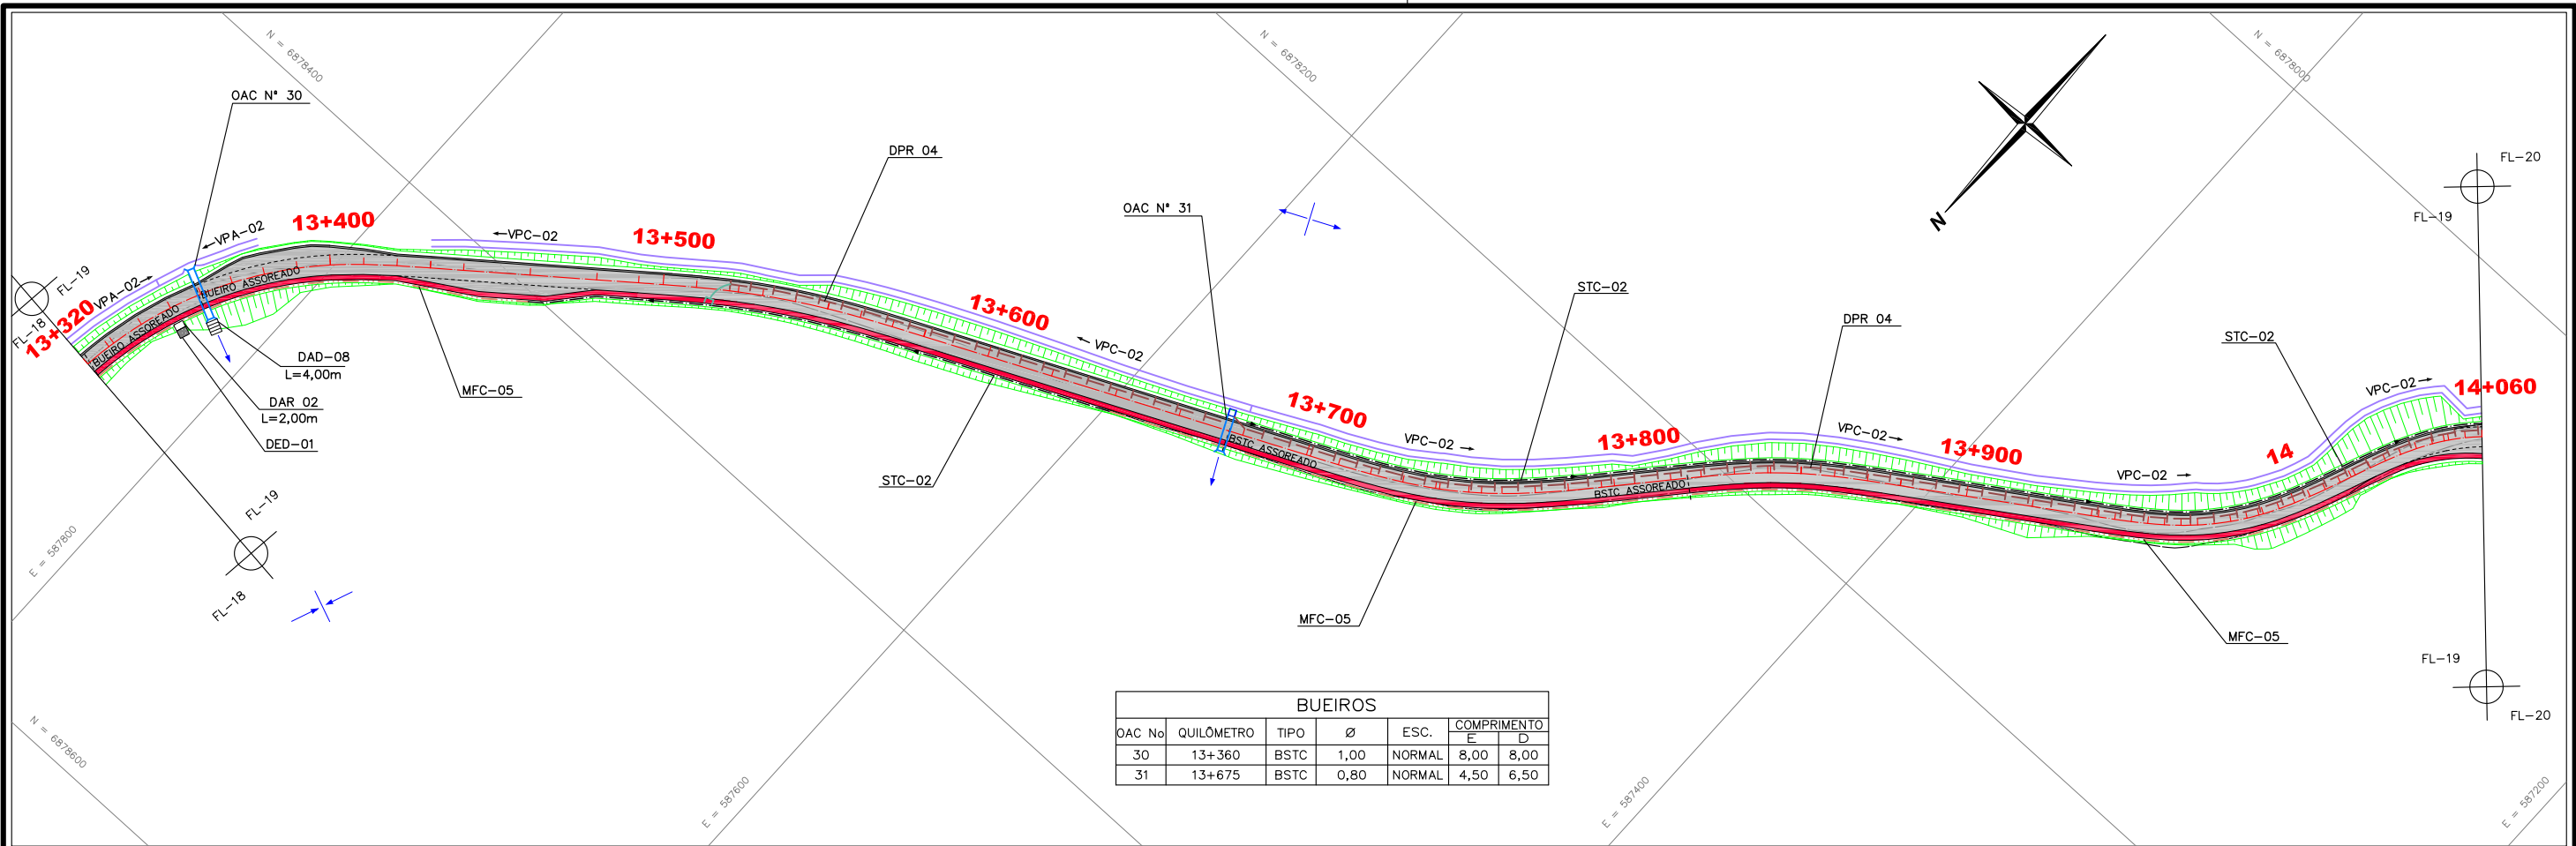 N = 6878400
N = 6878200
N = 6878000
OAC N° 30
DPR 04
OAC N° 31
N
FL-20
FL-19
VPA-02
13+400
VPC-02
13+500
FL-19
FL-18
VPA-02
13+320
BUEIRO ASSOREADO
BUEIRO ASSOREADO
DAD-08
L=4,00m
DAR 02
L=2,00m
DED-01
MFC-05
13+600
VPC-02
STC-02
13+700
BSTC ASSOREADO
STC-02
DPR 04
STC-02
VPC-02
13+800
VPC-02
13+900
BSTC ASSOREADO
VPC-02
14
VPC-02
14+060
E = 587800
FL-19
FL-18
MFC-05
MFC-05
FL-19
FL-20
BUEIROS
OAC No QUILÔMETRO TIPO Ø ESC. COMPRIMENTO
E D
30 13+360 BSTC 1,00 NORMAL 8,00 8,00
31 13+675 BSTC 0,80 NORMAL 4,50 6,50
N = 6878600
E = 587600
E = 587400
E = 587200